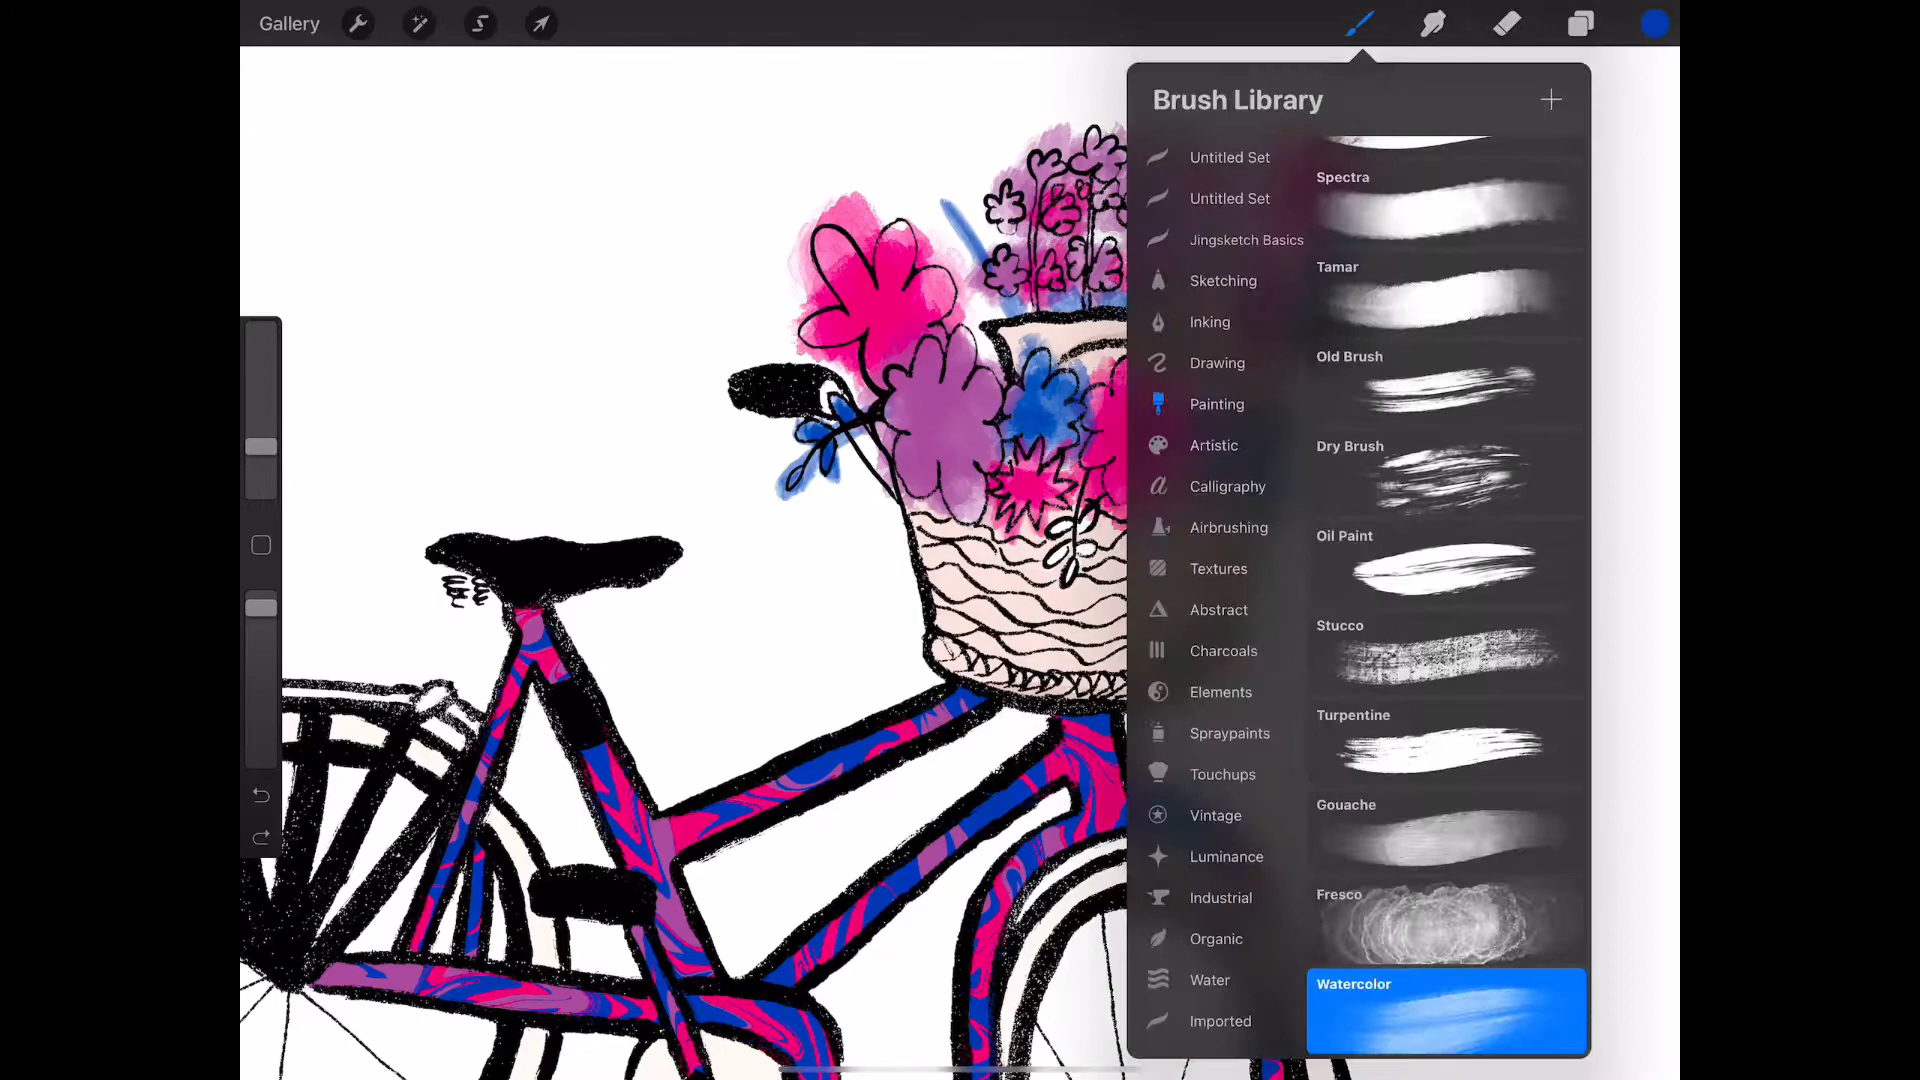 Gallery
Brush Library
Untitled Set
Untitled Set
Jingsketch Basics
Sketching
Inking
Drawing
Painting
Artistic
Calligraphy
Airbrushing
Textures
Abstract
Charcoals
Elements
Spraypaints
Touchups
Vintage
Luminance
Industrial
Organic
Water
Imported
Spectra
Tamar
Old Brush
Dry Brush
Oil Paint
Stucco
Turpentine
Gouache
Fresco
Watercolor